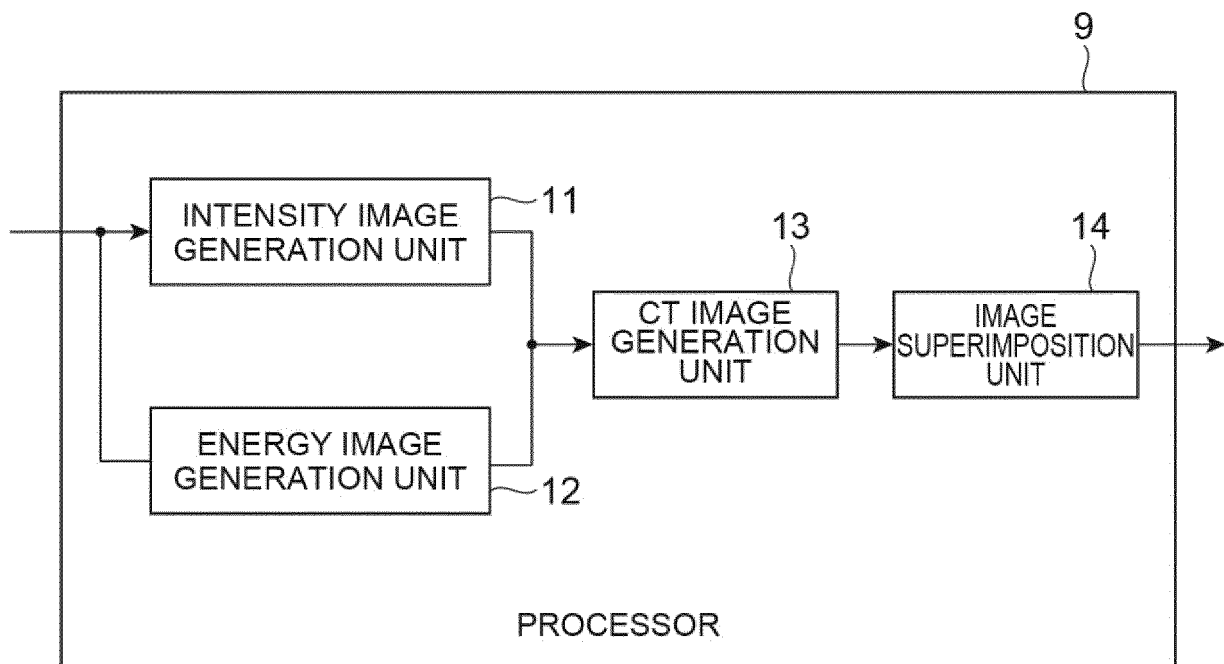 9
INTENSITY IMAGE
GENERATION UNIT
11
ENERGY IMAGE
GENERATION UNIT
12
13
CT IMAGE
GENERATION
UNIT
14
IMAGE
SUPERIMPOSITION
UNIT
PROCESSOR